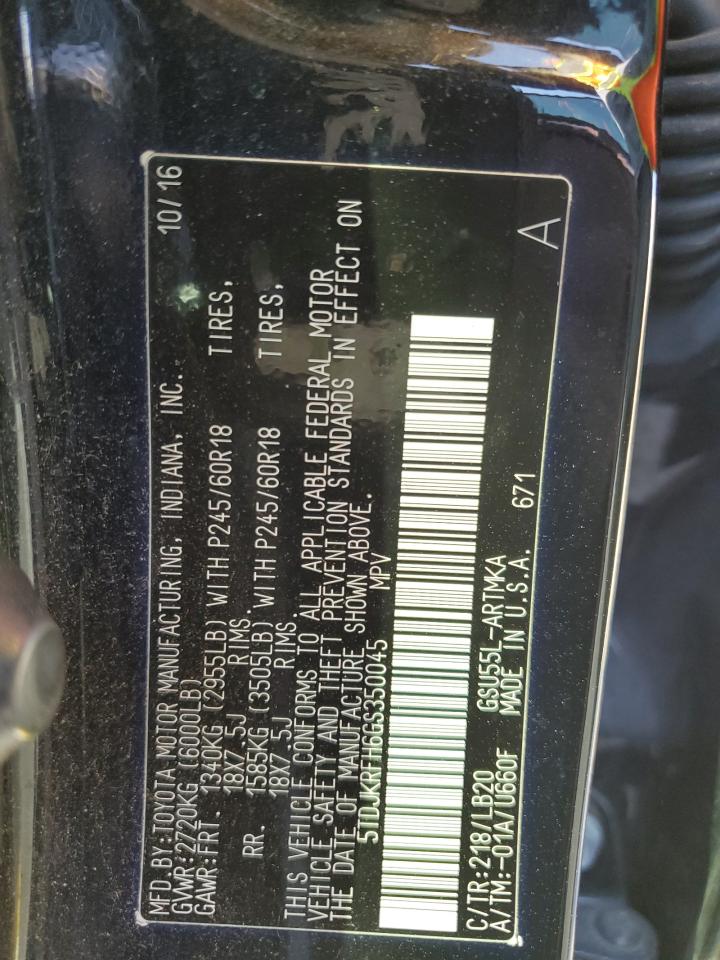 MFD.BY:TOYOTA MOTOR MANUFACTURING, INDIANA, INC. 10/16
GVWR:2720KG (6000LB)
GAWR:FRT. 1340KG (2955LB) WITH P245/60R18 TIRES,
18X7.5J RIMS.
RR. 1585KG (3505LB) WITH P245/60R18 TIRES,
18X7.5J RIMS
THIS VEHICLE CONFORMS TO ALL APPLICABLE FEDERAL MOTOR
VEHICLE SAFETY AND THEFT PREVENTION STANDARDS IN EFFECT ON
THE DATE OF MANUFACTURE SHOWN ABOVE.
5TDJKRFH6GS350045 MPV
C/TR:218/LB20 GSU55L-ARTMKA
A/TM:-01A/U660F MADE IN U.S.A. 671
A